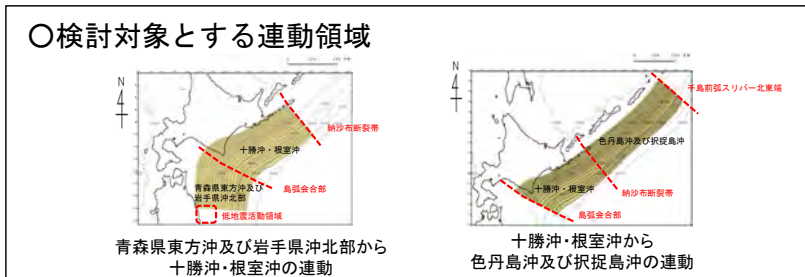 〇検討対象とする連動領域
N
4
納沙布断裂帯
十勝沖・根室沖
青森県東方沖及び
岩手県沖北部
島弧会合部
低地震活動領域
青森県東方沖及び岩手県沖北部から
十勝沖・根室沖の連動
N
4
千島前弧スリバー北東端
色丹島沖及び択捉島沖
納沙布断裂帯
十勝沖・根室沖
島弧会合部
十勝沖・根室沖から
色丹島沖及び択捉島沖の連動